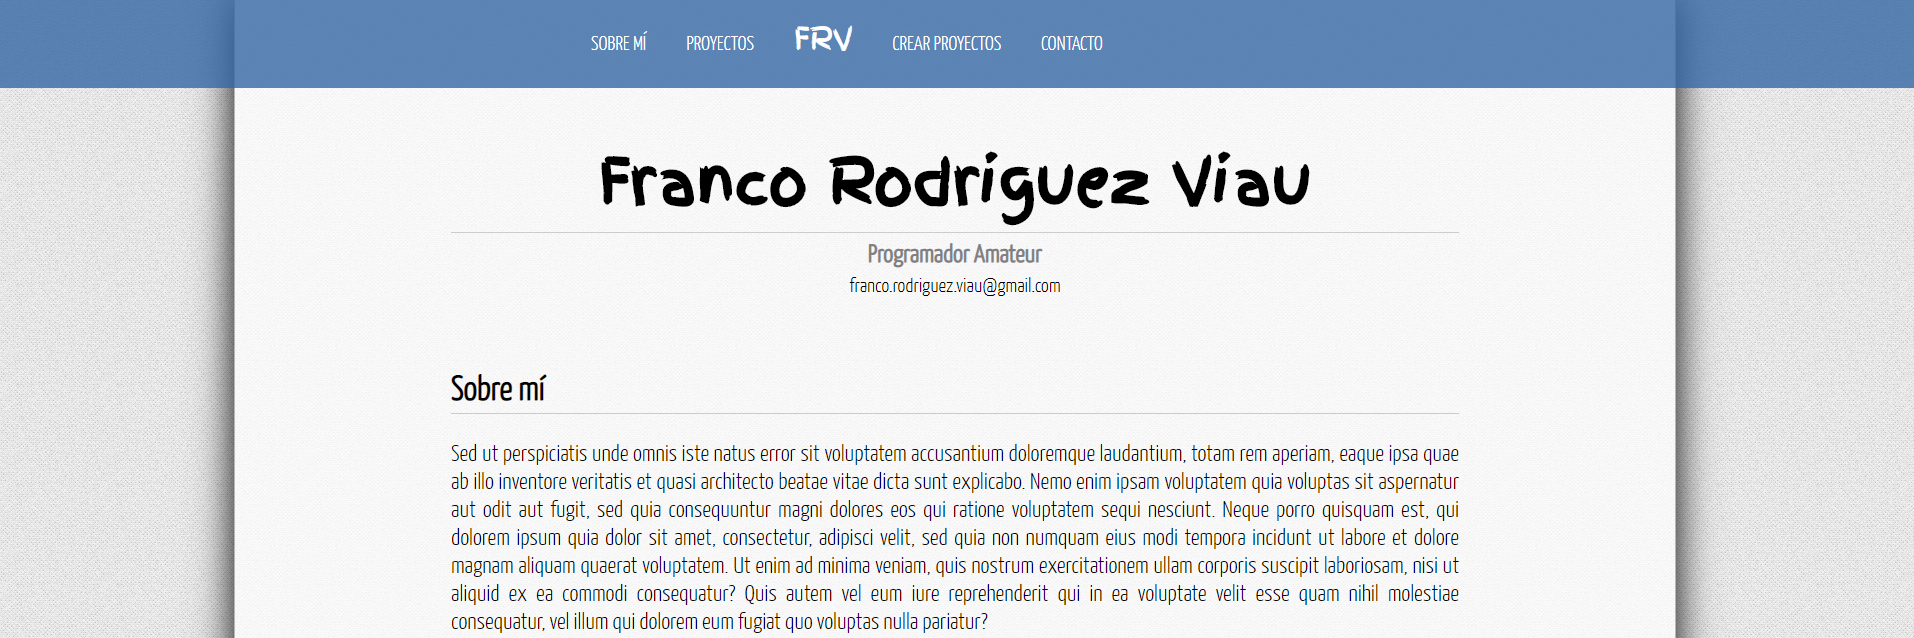 SOBRE MÍ PROYECTOS FRV CREAR PROYECTOS CONTACTO
Franco Rodríguez Viau
Programador Amateur
franco.rodriguez.viau@gmail.com
Sobre mí
Sed ut perspiciatis unde omnis iste natus error sit voluptatem accusantium doloremque laudantium, totam rem aperiam, eaque ipsa quae
ab illo inventore veritatis et quasi architecto beatae vitae dicta sunt explicabo. Nemo enim ipsam voluptatem quia voluptas sit aspernatur
aut odit aut fugit, sed quia consequuntur magni dolores eos qui ratione voluptatem sequi nesciunt. Neque porro quisquam est, qui
dolorem ipsum quia dolor sit amet, consectetur, adipisci velit, sed quia non numquam eius modi tempora incidunt ut labore et dolore
magnam aliquam quaerat voluptatem. Ut enim ad minima veniam, quis nostrum exercitationem ullam corporis suscipit laboriosam, nisi ut
aliquid ex ea commodi consequatur? Quis autem vel eum iure reprehenderit qui in ea voluptate velit esse quam nihil molestiae
consequatur, vel illum qui dolorem eum fugiat quo voluptas nulla pariatur?